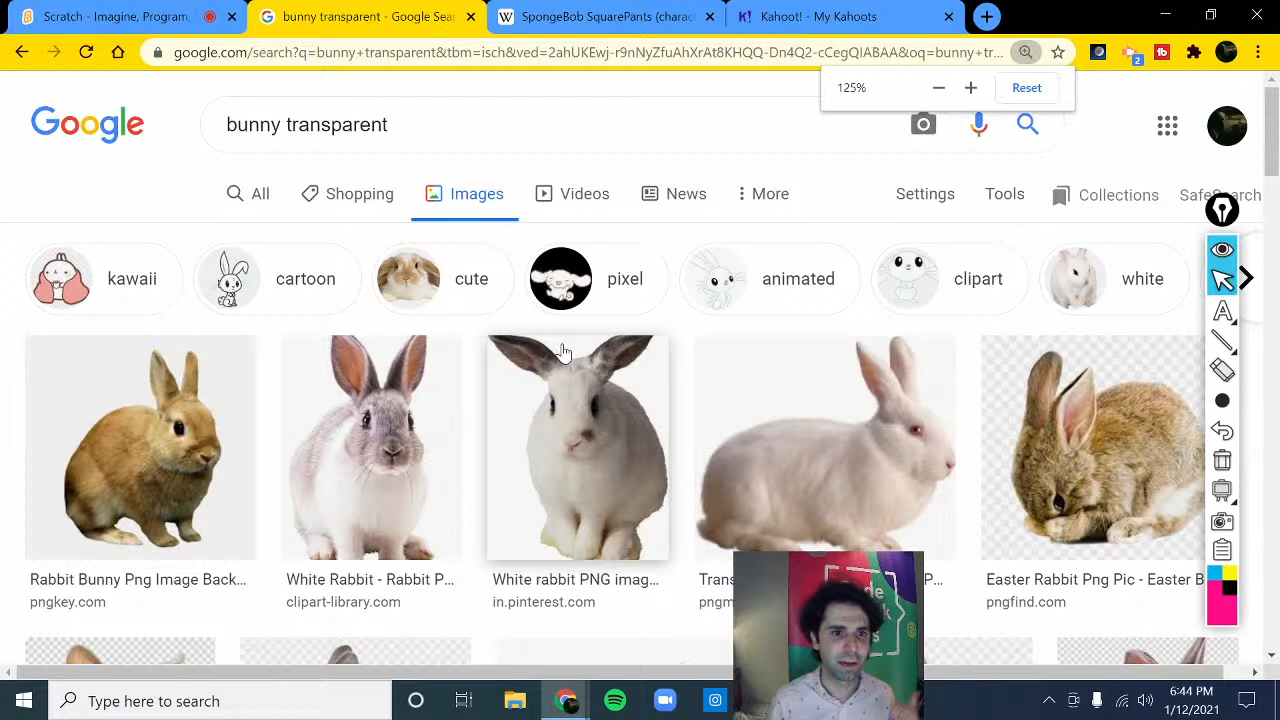 Scratch - Imagine, Program,
bunny transparent - Google Sear
SpongeBob SquarePants (charac
Kahoot! - My Kahoots
google.com/search?q=bunny+transparent&tbm=isch&ved=2ahUKEwj-r9nNyZfuAhXrAt8KHQQ-Dn4Q2-cCegQIABAA&oq=bunny+tr...
2
125%
Reset
Google
bunny transparent
All
Shopping
Images
Videos
News
More
Settings
Tools
Collections
SafeSearch
kawaii
cartoon
cute
pixel
animated
clipart
white
A
Rabbit Bunny Png Image Back...
White Rabbit - Rabbit P...
White rabbit PNG imag...
Trans
P...
Easter Rabbit Png Pic - Easter B
pngkey.com
clipart-library.com
in.pinterest.com
pngm
pngfind.com
Type here to search
6:44 PM
1/12/2021